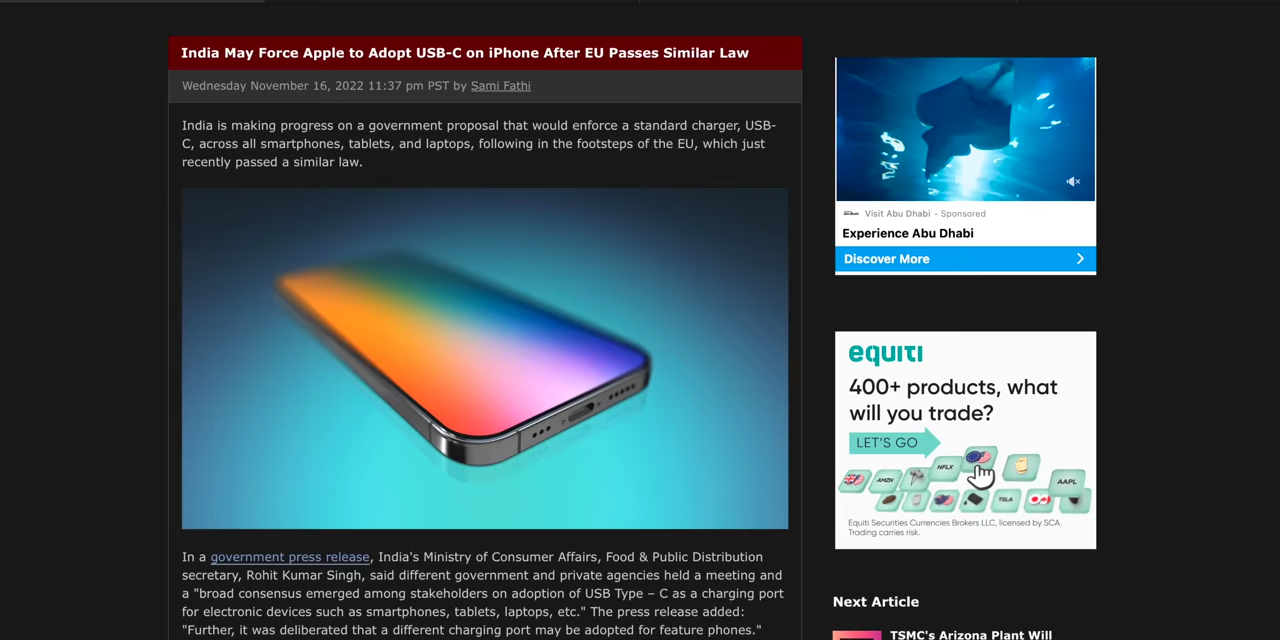 India May Force Apple to Adopt USB-C on iPhone After EU Passes Similar Law
Wednesday November 16, 2022 11:37 pm PST by Sami Fathi
India is making progress on a government proposal that would enforce a standard charger, USB-
C, across all smartphones, tablets, and laptops, following in the footsteps of the EU, which just
recently passed a similar law.
In a government press release, India's Ministry of Consumer Affairs, Food & Public Distribution
secretary, Rohit Kumar Singh, said different government and private agencies held a meeting and
a "broad consensus emerged among stakeholders on adoption of USB Type – C as a charging port
for electronic devices such as smartphones, tablets, laptops, etc." The press release added:
"Further, it was deliberated that a different charging port may be adopted for feature phones."
Visit Abu Dhabi - Sponsored
Experience Abu Dhabi
Discover More
equiti
400+ products, what
will you trade?
LET'S GO
NFLX
AMZN
AAPL
TSLA
Equiti Securities Currencies Brokers LLC, licensed by SCA.
Trading carries risk.
Next Article
TSMC's Arizona Plant Will